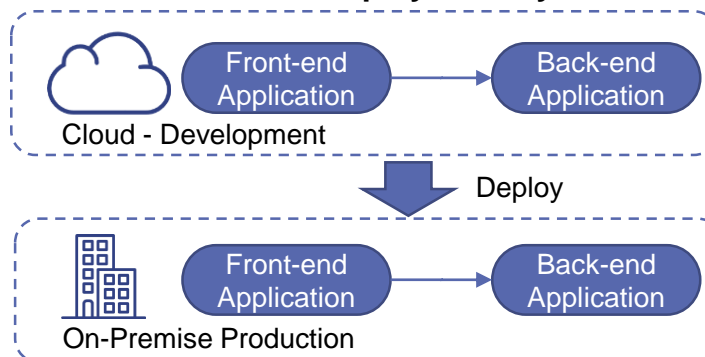 Front-end
Application
Back-end
Application
Cloud - Development
Deploy
Front-end
Application
Back-end
Application
On-Premise Production